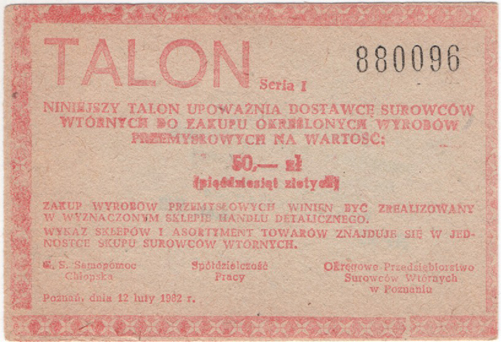 TALON
Seria I
880096
NINIEJSZY TALON UPOWAŻNIA DOSTAWCĘ SUROWCÓW
WTÓRNYCH DO ZAKUPU OKREŚLONYCH WYROBÓW
PRZEMYSŁOWYCH NA WARTOŚĆ:
50,— zł
(pięćdziesiąt złotych)
ZAKUP WYROBÓW PRZEMYSŁOWYCH WINIEN BYĆ ZREALIZOWANY
W WYZNACZONYM SKLEPIE HANDLU DETALICZNEGO.
WYKAZ SKLEPÓW I ASORTYMENT TOWARÓW ZNAJDUJE SIĘ W JED-
NOSTCE SKUPU SUROWCÓW WTÓRNYCH.
G. S. Samopomoc
Chłopska
Spółdzielczość
Pracy
Okręgowe Przedsiębiorstwo
Surowców Wtórnych
w Poznaniu
Poznań, dnia 12 luty 1982 r.